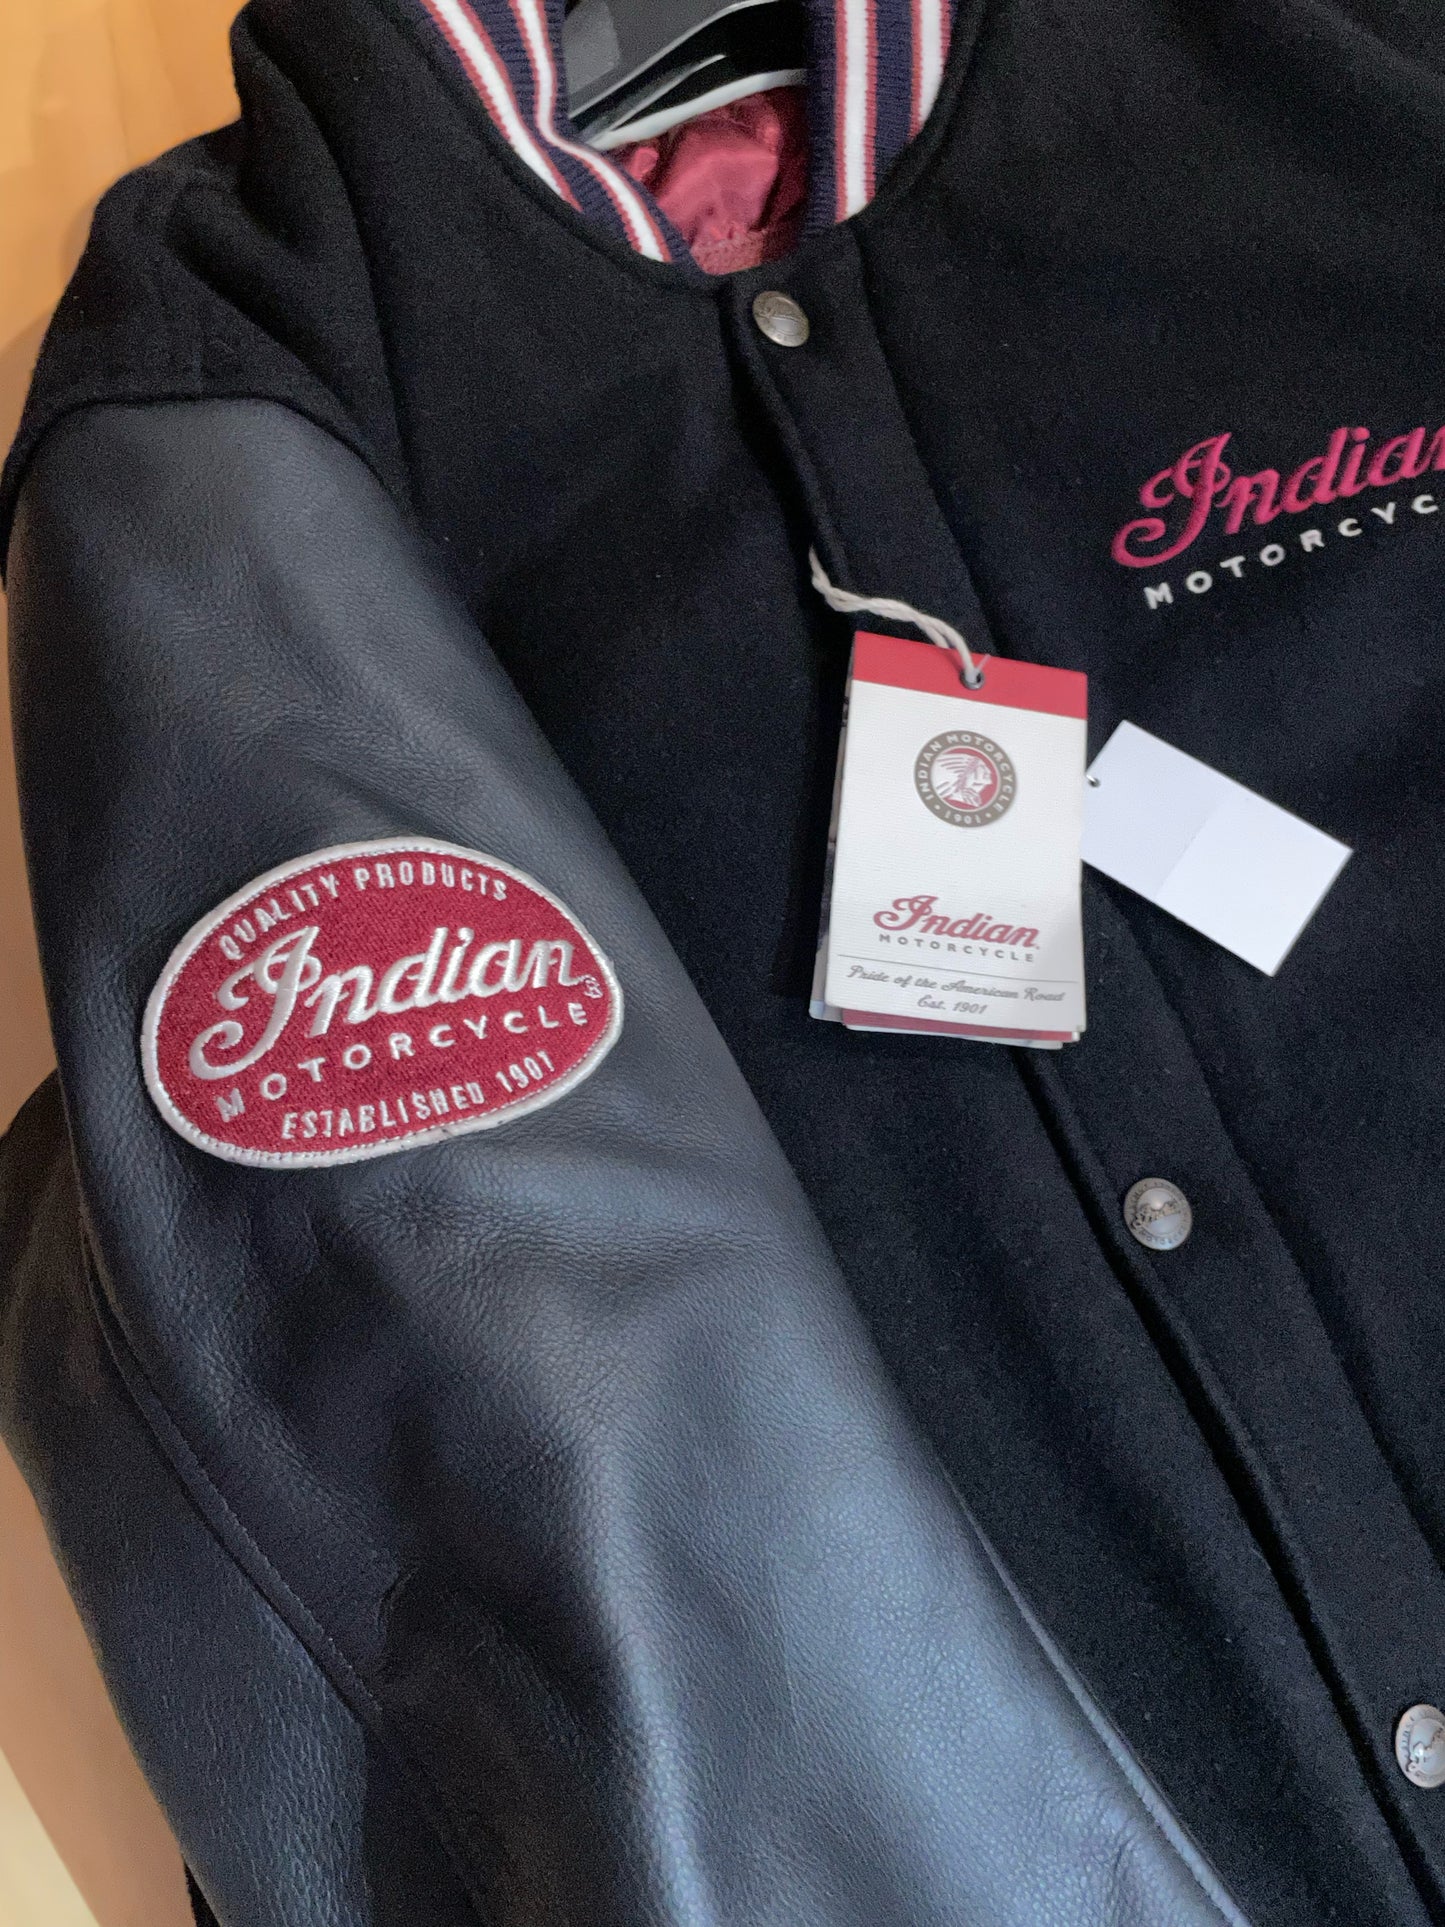 Indian
MOTORCYC
INDIAN MOTORCYCLE
• 1901 •
Indian
MOTORCYCLE
Pride of the American Road
Est. 1901
QUALITY PRODUCTS
Indian®
MOTORCYCLE
ESTABLISHED 1901